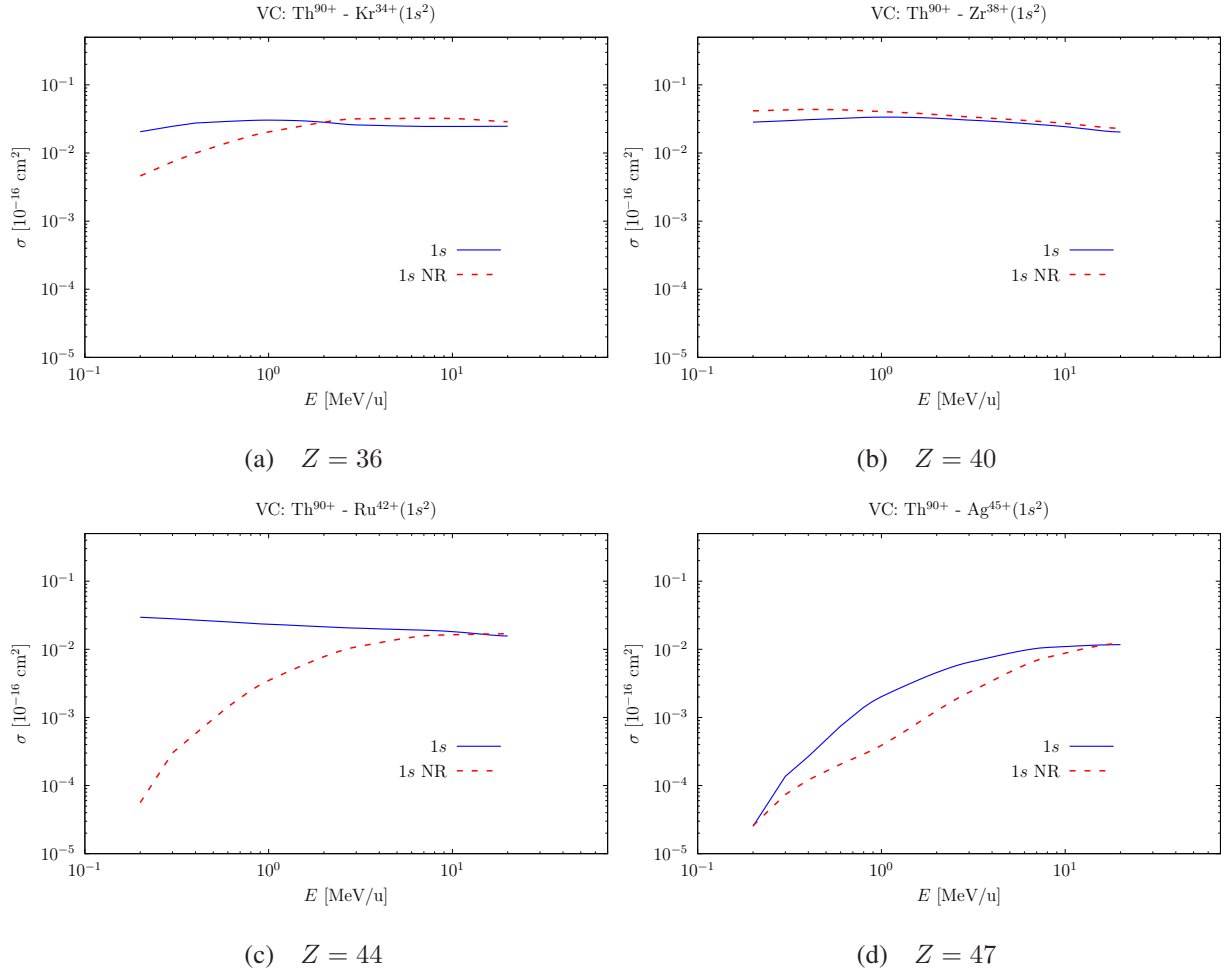 VC: Th⁹⁰⁺ - Kr³⁴⁺(1s²)
10⁻¹
10⁻²
10⁻³
10⁻⁴
10⁻⁵
σ [10⁻¹⁶ cm²]
1s
1s NR
10⁻¹ 10⁰ 10¹
E [MeV/u]
(a) Z = 36
VC: Th⁹⁰⁺ - Zr³⁸⁺(1s²)
10⁻¹
10⁻²
10⁻³
10⁻⁴
10⁻⁵
σ [10⁻¹⁶ cm²]
1s
1s NR
10⁻¹ 10⁰ 10¹
E [MeV/u]
(b) Z = 40
VC: Th⁹⁰⁺ - Ru⁴²⁺(1s²)
10⁻¹
10⁻²
10⁻³
10⁻⁴
10⁻⁵
σ [10⁻¹⁶ cm²]
1s
1s NR
10⁻¹ 10⁰ 10¹
E [MeV/u]
(c) Z = 44
VC: Th⁹⁰⁺ - Ag⁴⁵⁺(1s²)
10⁻¹
10⁻²
10⁻³
10⁻⁴
10⁻⁵
σ [10⁻¹⁶ cm²]
1s
1s NR
10⁻¹ 10⁰ 10¹
E [MeV/u]
(d) Z = 47